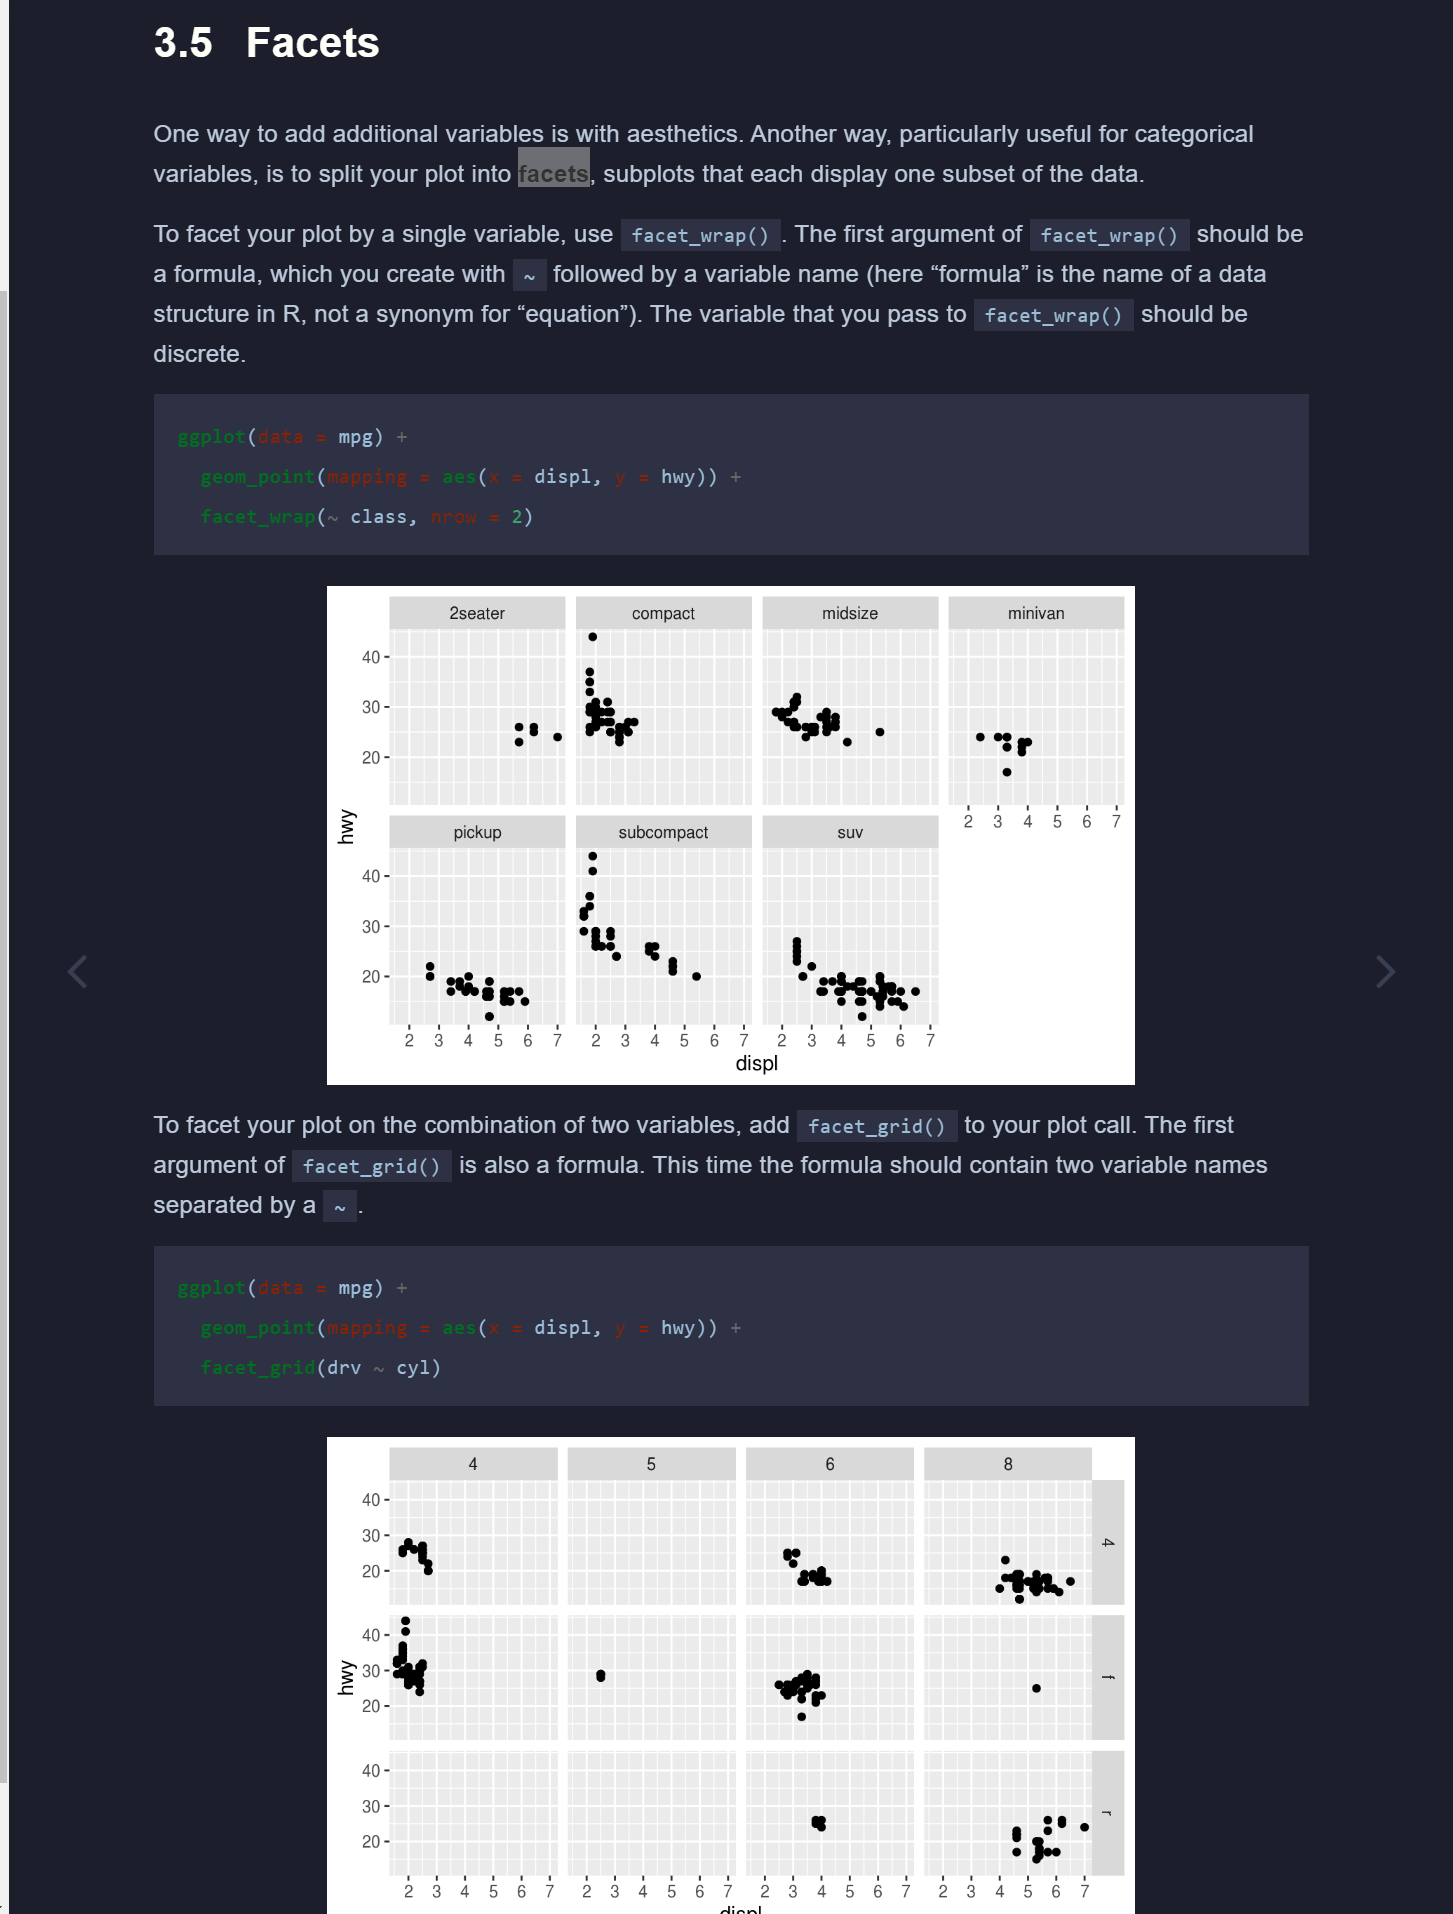 3.5 Facets
One way to add additional variables is with aesthetics. Another way, particularly useful for categorical
variables, is to split your plot into facets, subplots that each display one subset of the data.
To facet your plot by a single variable, use facet_wrap() . The first argument of facet_wrap() should be
a formula, which you create with ~ followed by a variable name (here “formula” is the name of a data
structure in R, not a synonym for “equation”). The variable that you pass to facet_wrap() should be
discrete.
ggplot(data = mpg) +
  geom_point(mapping = aes(x = displ, y = hwy)) +
  facet_wrap(~ class, nrow = 2)
2seater compact midsize minivan
40
30
20
2 3 4 5 6 7
hwy
pickup subcompact suv
40
30
20
2 3 4 5 6 7 2 3 4 5 6 7 2 3 4 5 6 7
displ
To facet your plot on the combination of two variables, add facet_grid() to your plot call. The first
argument of facet_grid() is also a formula. This time the formula should contain two variable names
separated by a ~ .
ggplot(data = mpg) +
  geom_point(mapping = aes(x = displ, y = hwy)) +
  facet_grid(drv ~ cyl)
4 5 6 8
40
30
20
4
hwy
40
30
20
f
40
30
20
r
2 3 4 5 6 7 2 3 4 5 6 7 2 3 4 5 6 7 2 3 4 5 6 7
displ